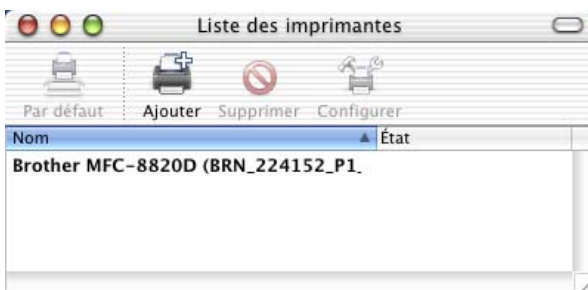 Liste des imprimantes
Par défaut Ajouter Supprimer Configurer
Nom État
Brother MFC-8820D (BRN_224152_P1_